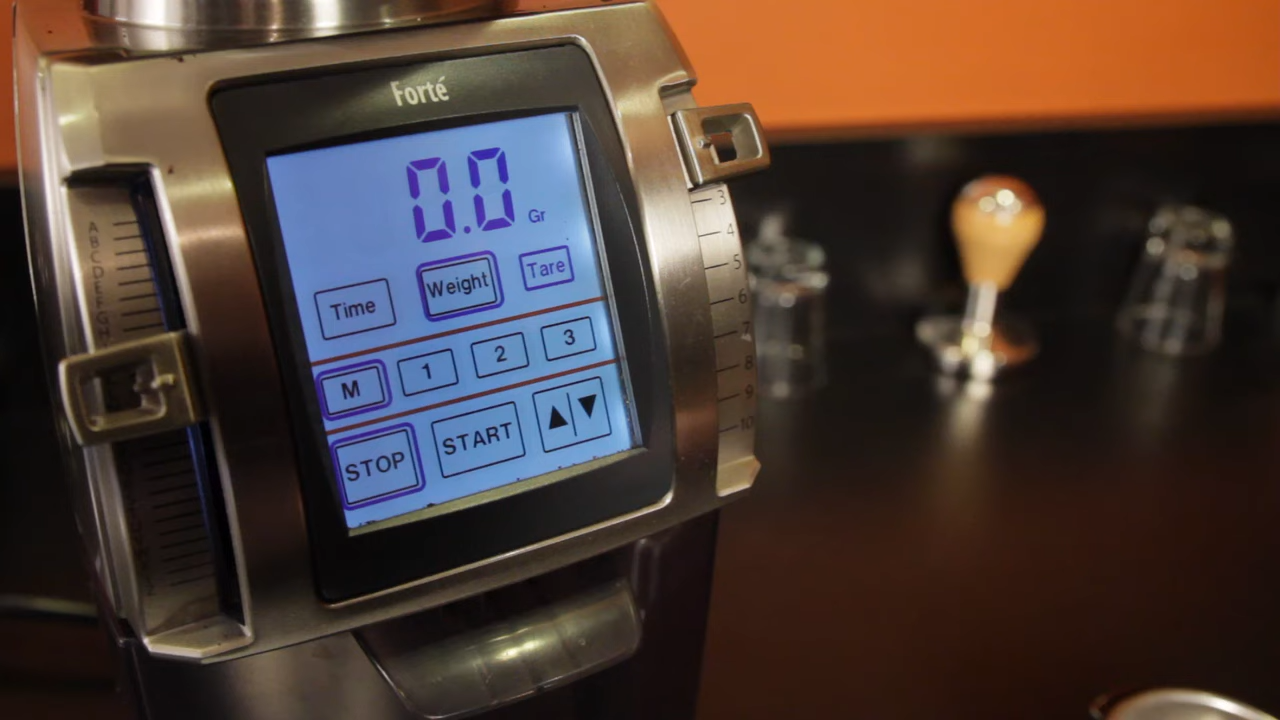 Forté
0.0 Gr
Time Weight Tare
M 1 2 3
STOP START ▲ ▼
A
B
C
D
E
F
G
H
3
4
5
6
7
8
9
10